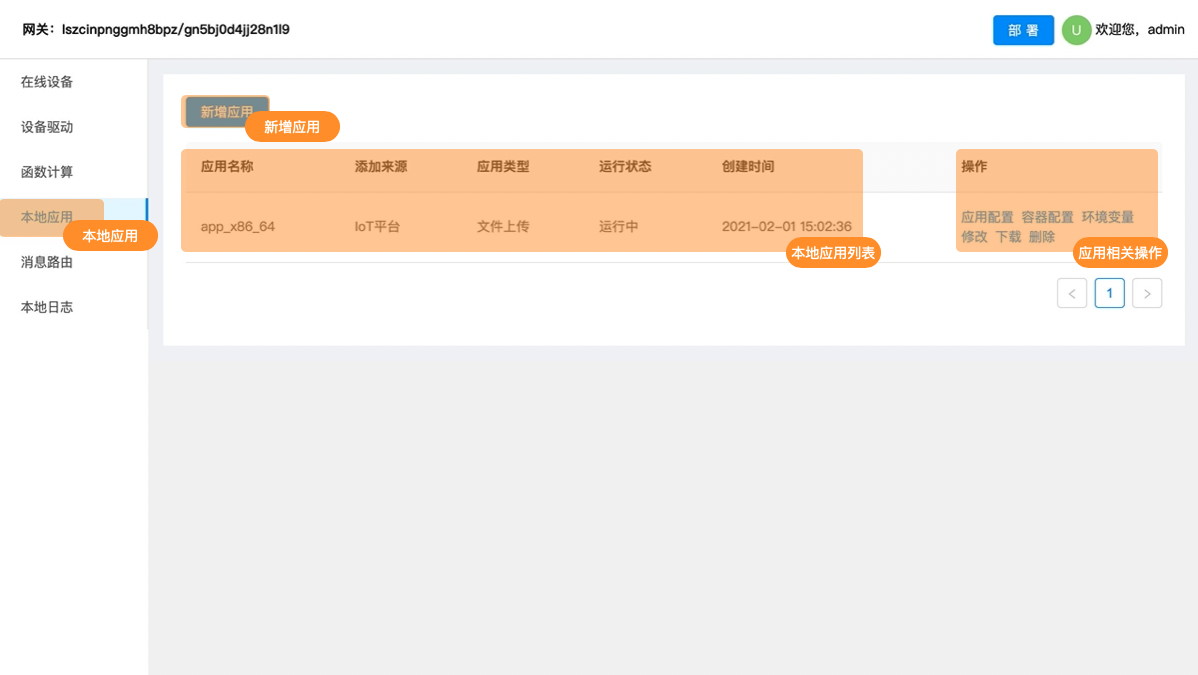 网关：lszcinpnggmh8bpz/gn5bj0d4jj28n1l9
部 署 U 欢迎您，admin
在线设备
设备驱动
函数计算
本地应用
本地应用
消息路由
本地日志
新增应用
新增应用
应用名称 添加来源 应用类型 运行状态 创建时间 操作
app_x86_64 IoT平台 文件上传 运行中 2021-02-01 15:02:36 应用配置 容器配置 环境变量
修改 下载 删除
本地应用列表
应用相关操作
< 1 >